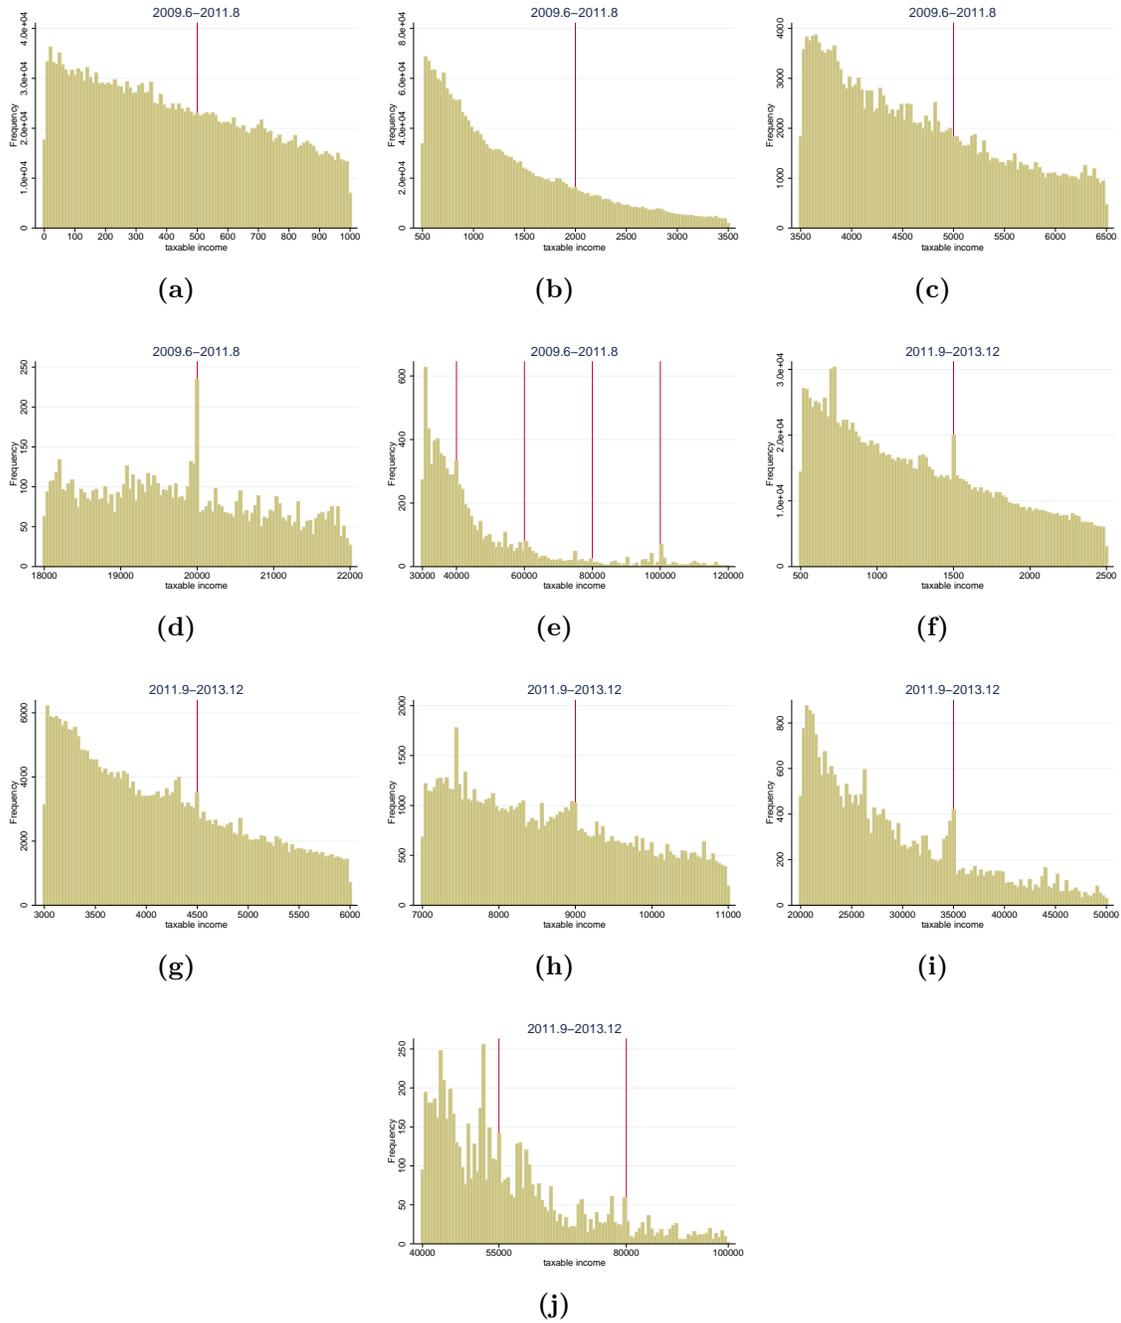 2009.6–2011.8
Frequency
0 1.0e+04 2.0e+04 3.0e+04 4.0e+04
0 100 200 300 400 500 600 700 800 900 1000
taxable income
(a)
2009.6–2011.8
Frequency
0 2.0e+04 4.0e+04 6.0e+04 8.0e+04
500 1000 1500 2000 2500 3000 3500
taxable income
(b)
2009.6–2011.8
Frequency
0 1000 2000 3000 4000
3500 4000 4500 5000 5500 6000 6500
taxable income
(c)
2009.6–2011.8
Frequency
0 50 100 150 200 250
18000 19000 20000 21000 22000
taxable income
(d)
2009.6–2011.8
Frequency
0 200 400 600
30000 40000 60000 80000 100000 120000
taxable income
(e)
2011.9–2013.12
Frequency
0 1.0e+04 2.0e+04 3.0e+04
500 1000 1500 2000 2500
taxable income
(f)
2011.9–2013.12
Frequency
0 2000 4000 6000
3000 3500 4000 4500 5000 5500 6000
taxable income
(g)
2011.9–2013.12
Frequency
0 500 1000 1500 2000
7000 8000 9000 10000 11000
taxable income
(h)
2011.9–2013.12
Frequency
0 200 400 600 800
20000 25000 30000 35000 40000 45000 50000
taxable income
(i)
2011.9–2013.12
Frequency
0 50 100 150 200 250
40000 55000 80000 100000
taxable income
(j)